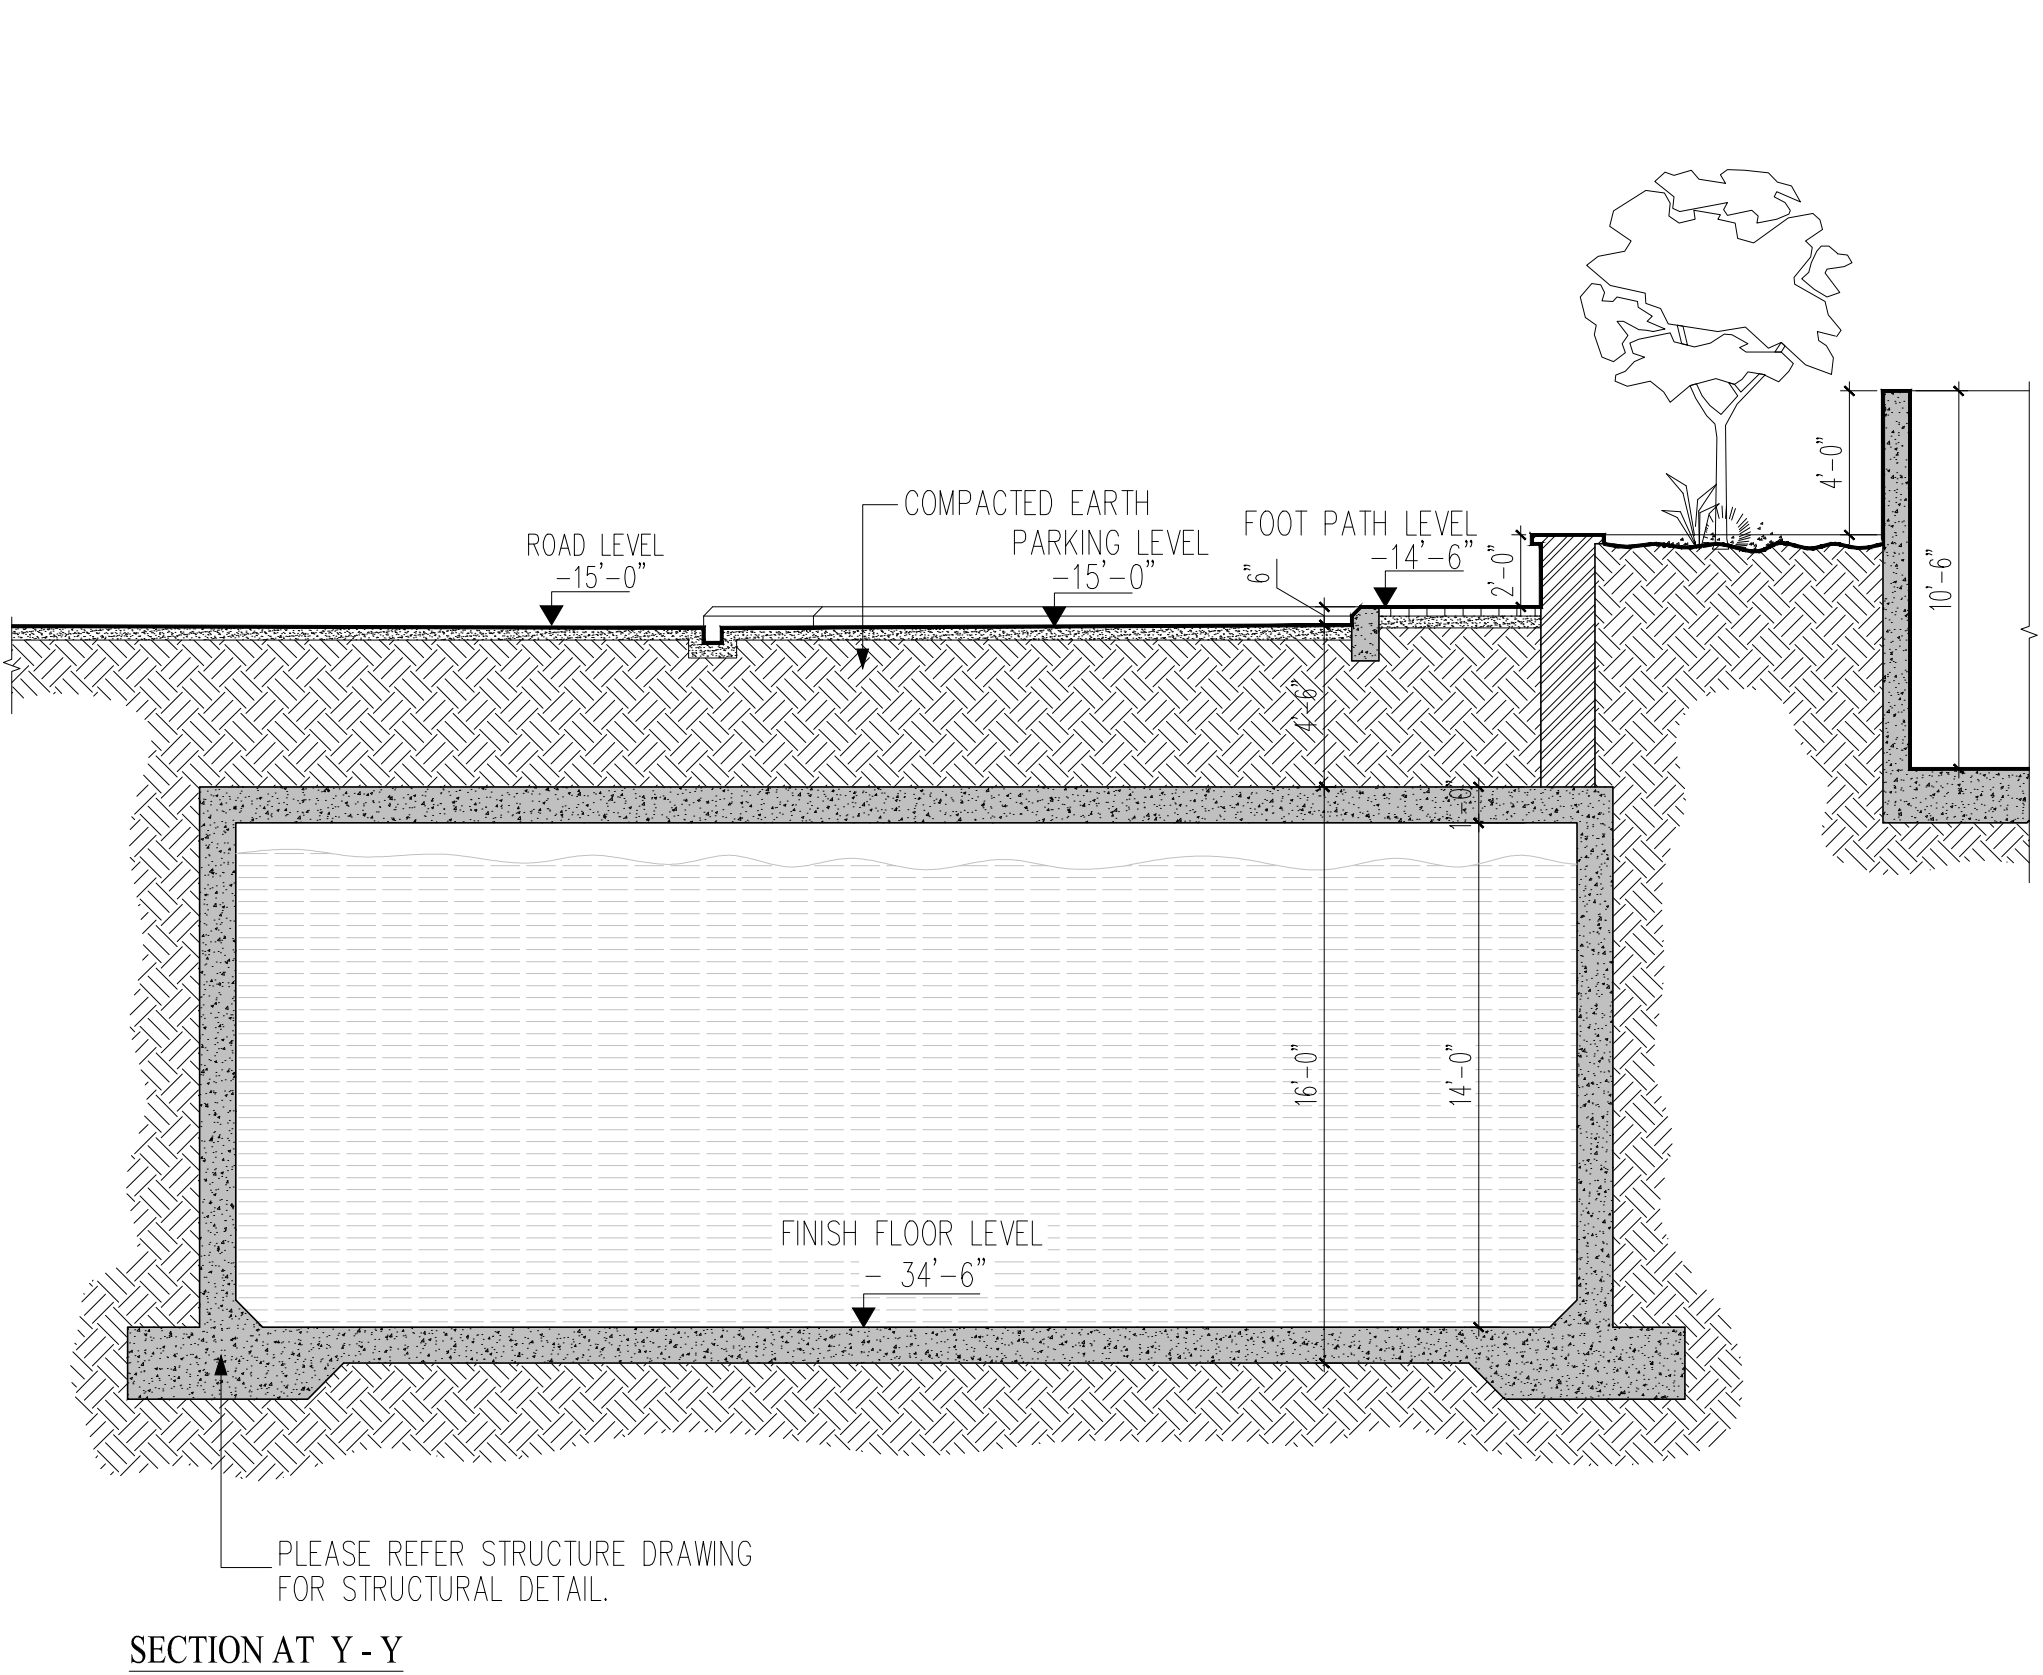 COMPACTED EARTH
FOOT PATH LEVEL
-14'-6"
PARKING LEVEL
-15'-0"
ROAD LEVEL
-15'-0"
6"
2'-0"
4'-0"
10'-6"
4'-6"
1'-0"
16'-0"
14'-0"
FINISH FLOOR LEVEL
- 34'-6"
PLEASE REFER STRUCTURE DRAWING
FOR STRUCTURAL DETAIL.
SECTION AT Y - Y